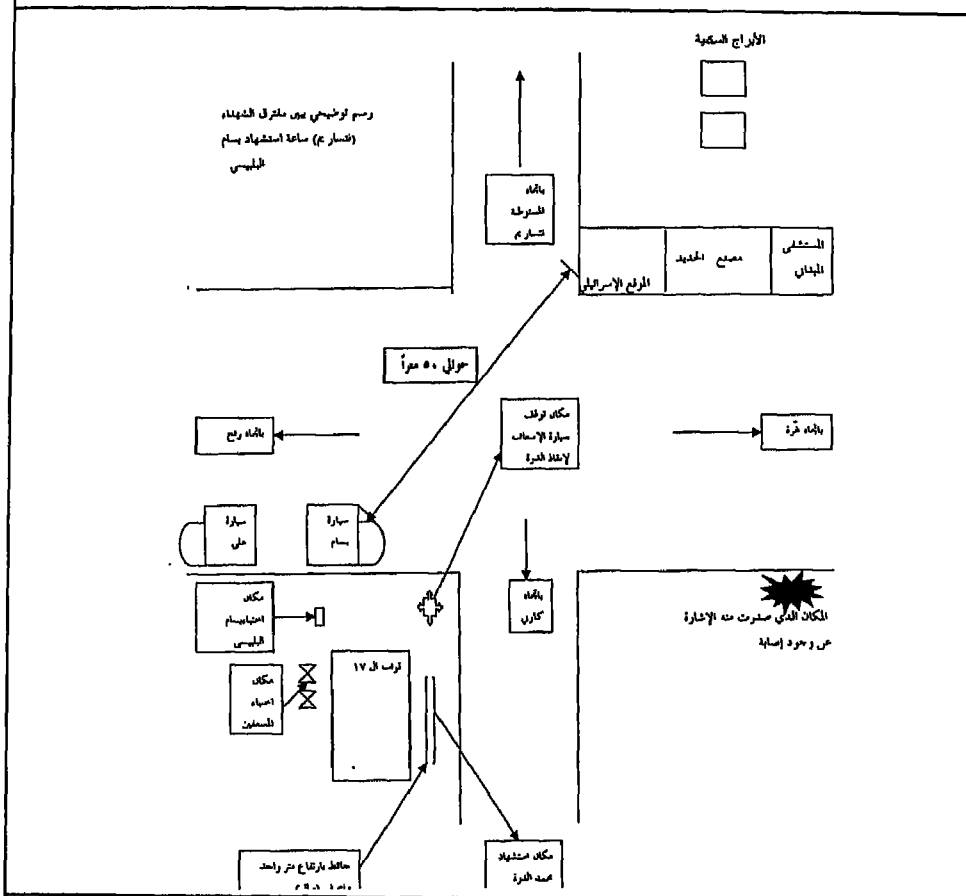 الأبراج السكنية
رسم توضيحي يبين مفترق الشهداء
(نتساريم) ساعة استشهاد بسام
البلبيسي
باتجاه
المستوطنة
نتساريم
المستشفى
الميداني
مصنع الحديد
الموقع الإسرائيلي
حوالي ٥٠ متراً
مكان توقف
سيارة الإسعاف
لإنقاذ الدرة
باتجاه غزة
باتجاه رفح
سيارة
بسام
سيارة
علي
باتجاه
كارني
المكان الذي صدرت منه الإشارة
عن وجود إصابة
مكان
اختباء بسام
البلبيسي
قوات ال ١٧
مكان
اختباء
المسعفين
مكان استشهاد
محمد الدرة
حائط بارتفاع متر واحد